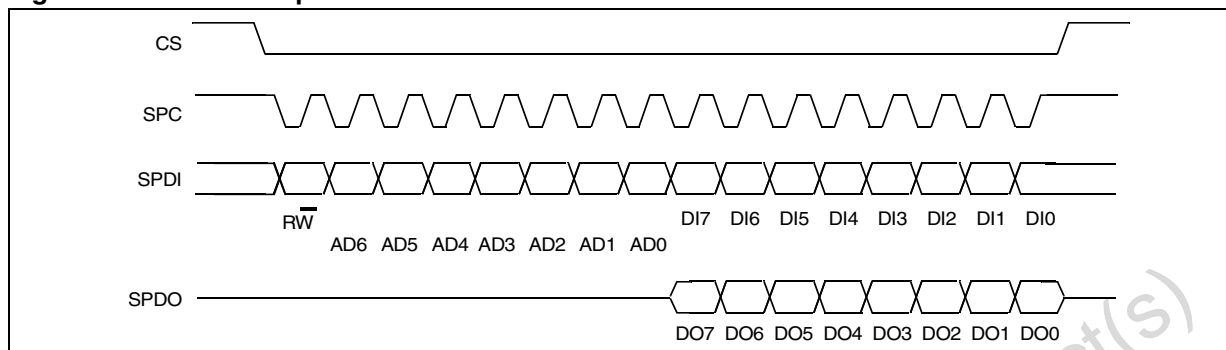 CS
SPC
SPDI
RW
DI7 DI6 DI5 DI4 DI3 DI2 DI1 DI0
AD6 AD5 AD4 AD3 AD2 AD1 AD0
SPDO
DO7 DO6 DO5 DO4 DO3 DO2 DO1 DO0